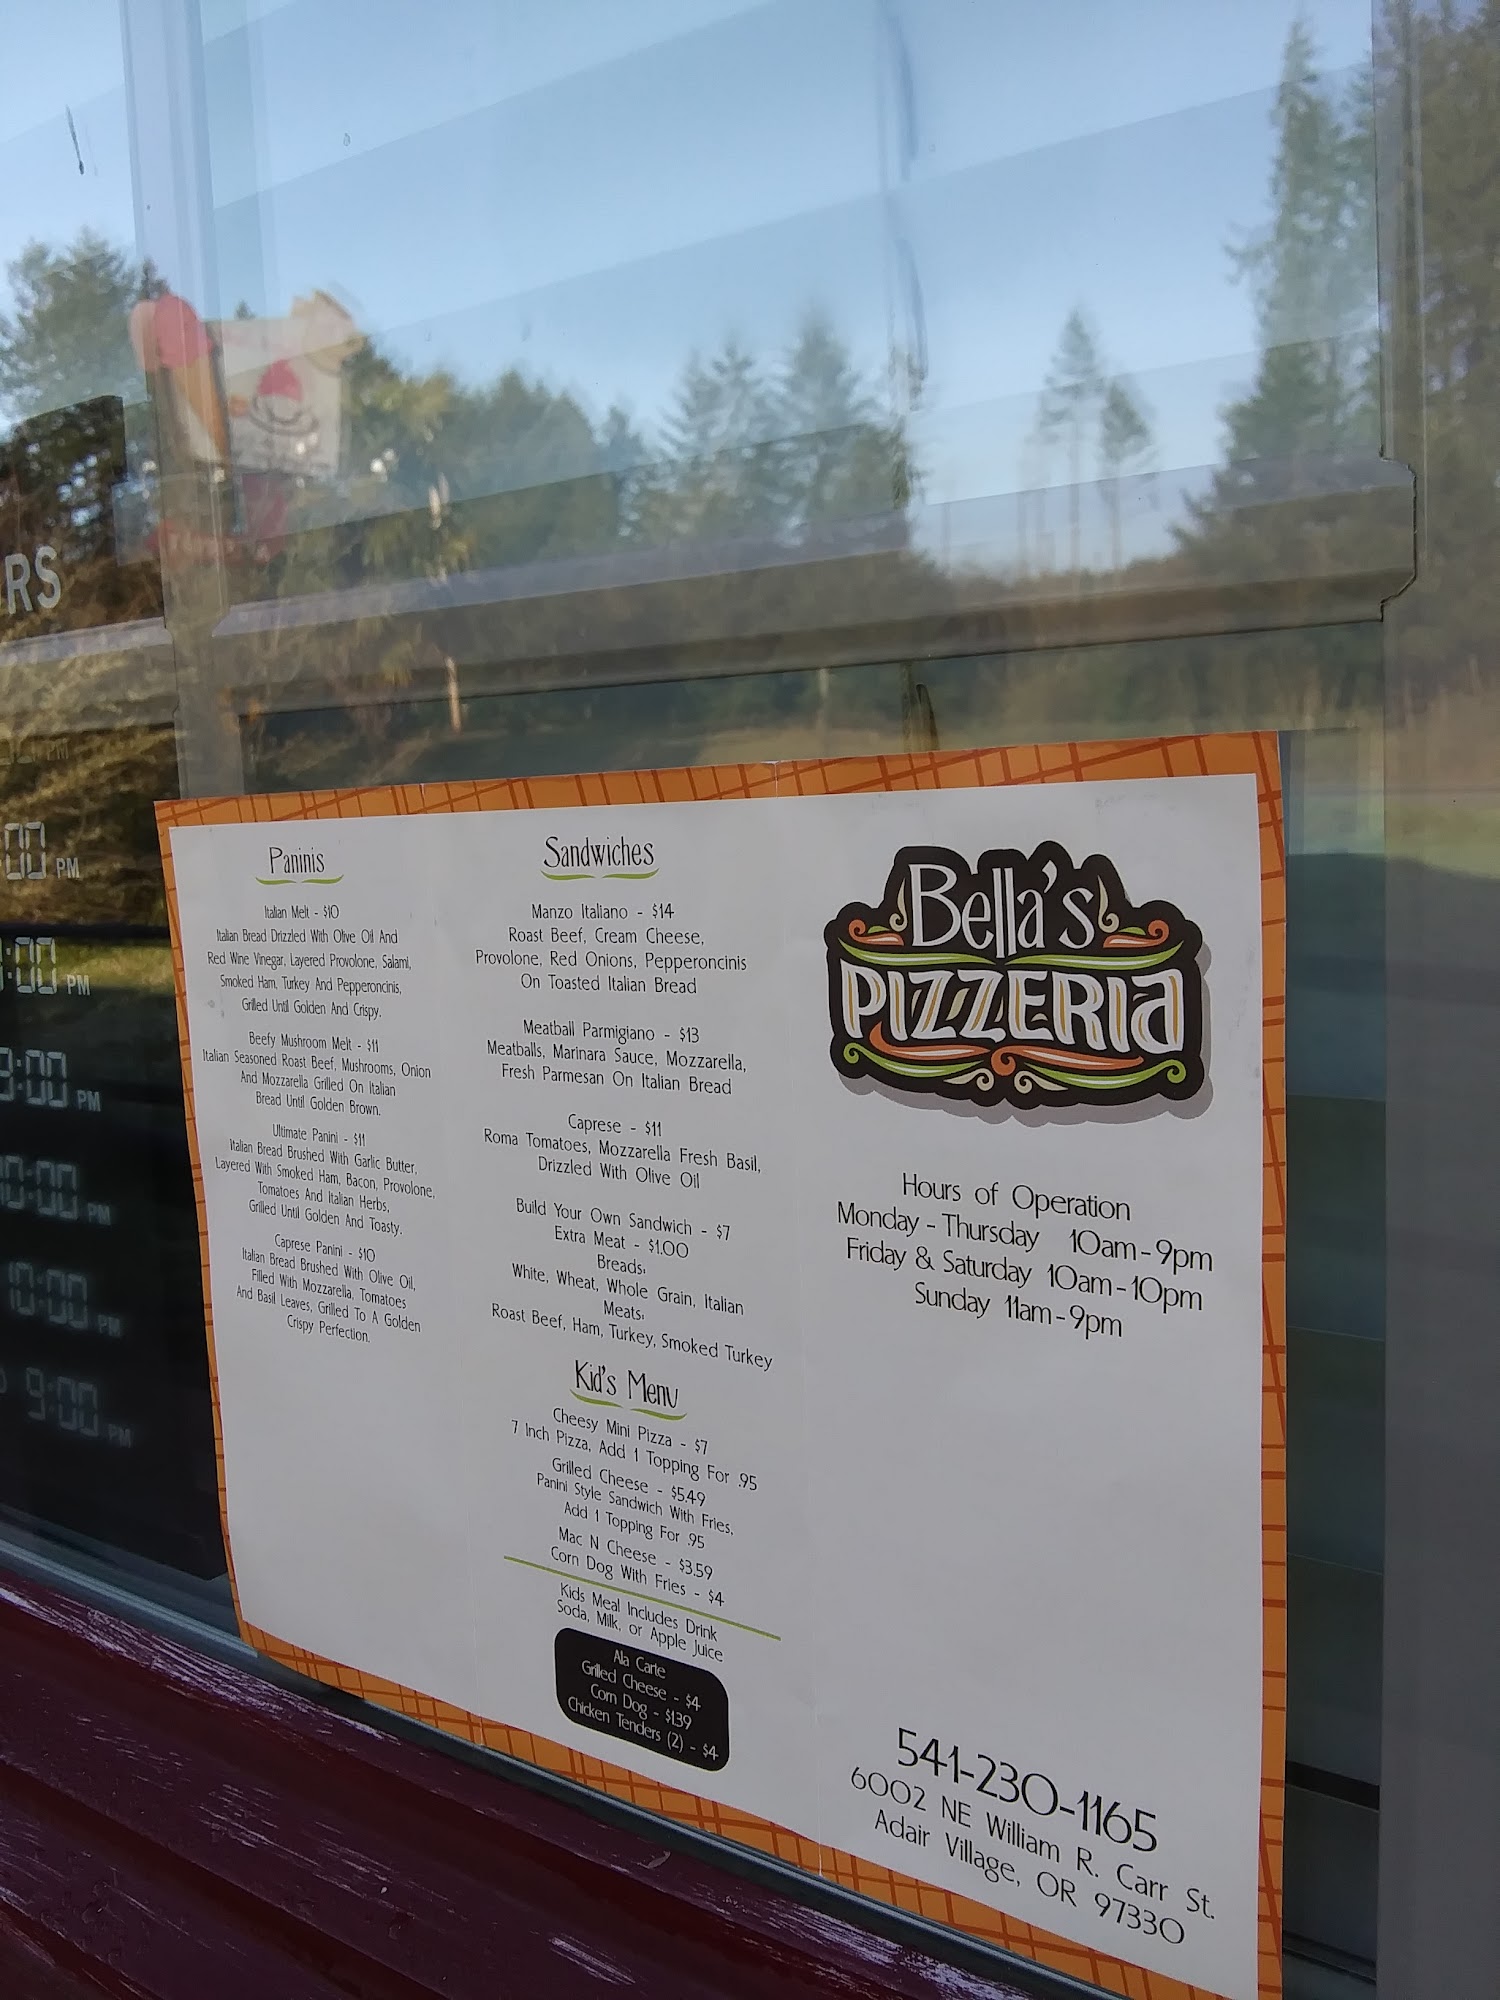 RS
:00 PM
:00 PM
9:00 PM
10:00 PM
10:00 PM
9:00 PM
Paninis
Italian Melt - $10
Italian Bread Drizzled With Olive Oil And
Red Wine Vinegar, Layered Provolone, Salami,
Smoked Ham, Turkey And Pepperoncinis,
Grilled Until Golden And Crispy.
Beefy Mushroom Melt - $11
Italian Seasoned Roast Beef, Mushrooms, Onion
And Mozzarella Grilled On Italian
Bread Until Golden Brown.
Ultimate Panini - $11
Italian Bread Brushed With Garlic Butter,
Layered With Smoked Ham, Bacon, Provolone,
Tomatoes And Italian Herbs,
Grilled Until Golden And Toasty.
Caprese Panini - $10
Italian Bread Brushed With Olive Oil,
Filled With Mozzarella, Tomatoes
And Basil Leaves, Grilled To A Golden
Crispy Perfection.
Sandwiches
Manzo Italiano - $14
Roast Beef, Cream Cheese,
Provolone, Red Onions, Pepperoncinis
On Toasted Italian Bread
Meatball Parmigiano - $13
Meatballs, Marinara Sauce, Mozzarella,
Fresh Parmesan On Italian Bread
Caprese - $11
Roma Tomatoes, Mozzarella Fresh Basil,
Drizzled With Olive Oil
Build Your Own Sandwich - $7
Extra Meat - $1.00
Breads:
White, Wheat, Whole Grain, Italian
Meats:
Roast Beef, Ham, Turkey, Smoked Turkey
Kid's Menu
Cheesy Mini Pizza - $7
7 Inch Pizza, Add 1 Topping For .95
Grilled Cheese - $5.49
Panini Style Sandwich With Fries,
Add 1 Topping For .95
Mac N Cheese - $3.59
Corn Dog With Fries - $4
Kids Meal Includes Drink
Soda, Milk, or Apple Juice
Ala Carte
Grilled Cheese - $4
Corn Dog - $1.39
Chicken Tenders (2) - $4
Bella's
PIZZERIA
Hours of Operation
Monday - Thursday 10am - 9pm
Friday & Saturday 10am - 10pm
Sunday 11am - 9pm
541-230-1165
6002 NE William R. Carr St.
Adair Village, OR 97330